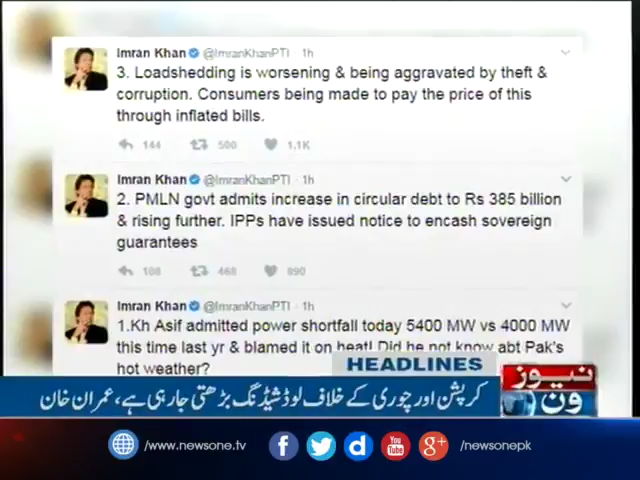 Imran Khan @ImranKhanPTI · 1h
3. Loadshedding is worsening & being aggravated by theft &
corruption. Consumers being made to pay the price of this
through inflated bills.
144 500 1.1K
Imran Khan @ImranKhanPTI · 1h
2. PMLN govt admits increase in circular debt to Rs 385 billion
& rising further. IPPs have issued notice to encash sovereign
guarantees
108 468 890
Imran Khan @ImranKhanPTI · 1h
1.Kh Asif admitted power shortfall today 5400 MW vs 4000 MW
this time last yr & blamed it on heat! Did he not know abt Pak's
hot weather?
HEADLINES
نیوز
ون
کرپشن اور چوری کے خلاف لوڈشیڈنگ بڑھتی جارہی ہے، عمران خان
/www.newsone.tv
You Tube
/newsonepk